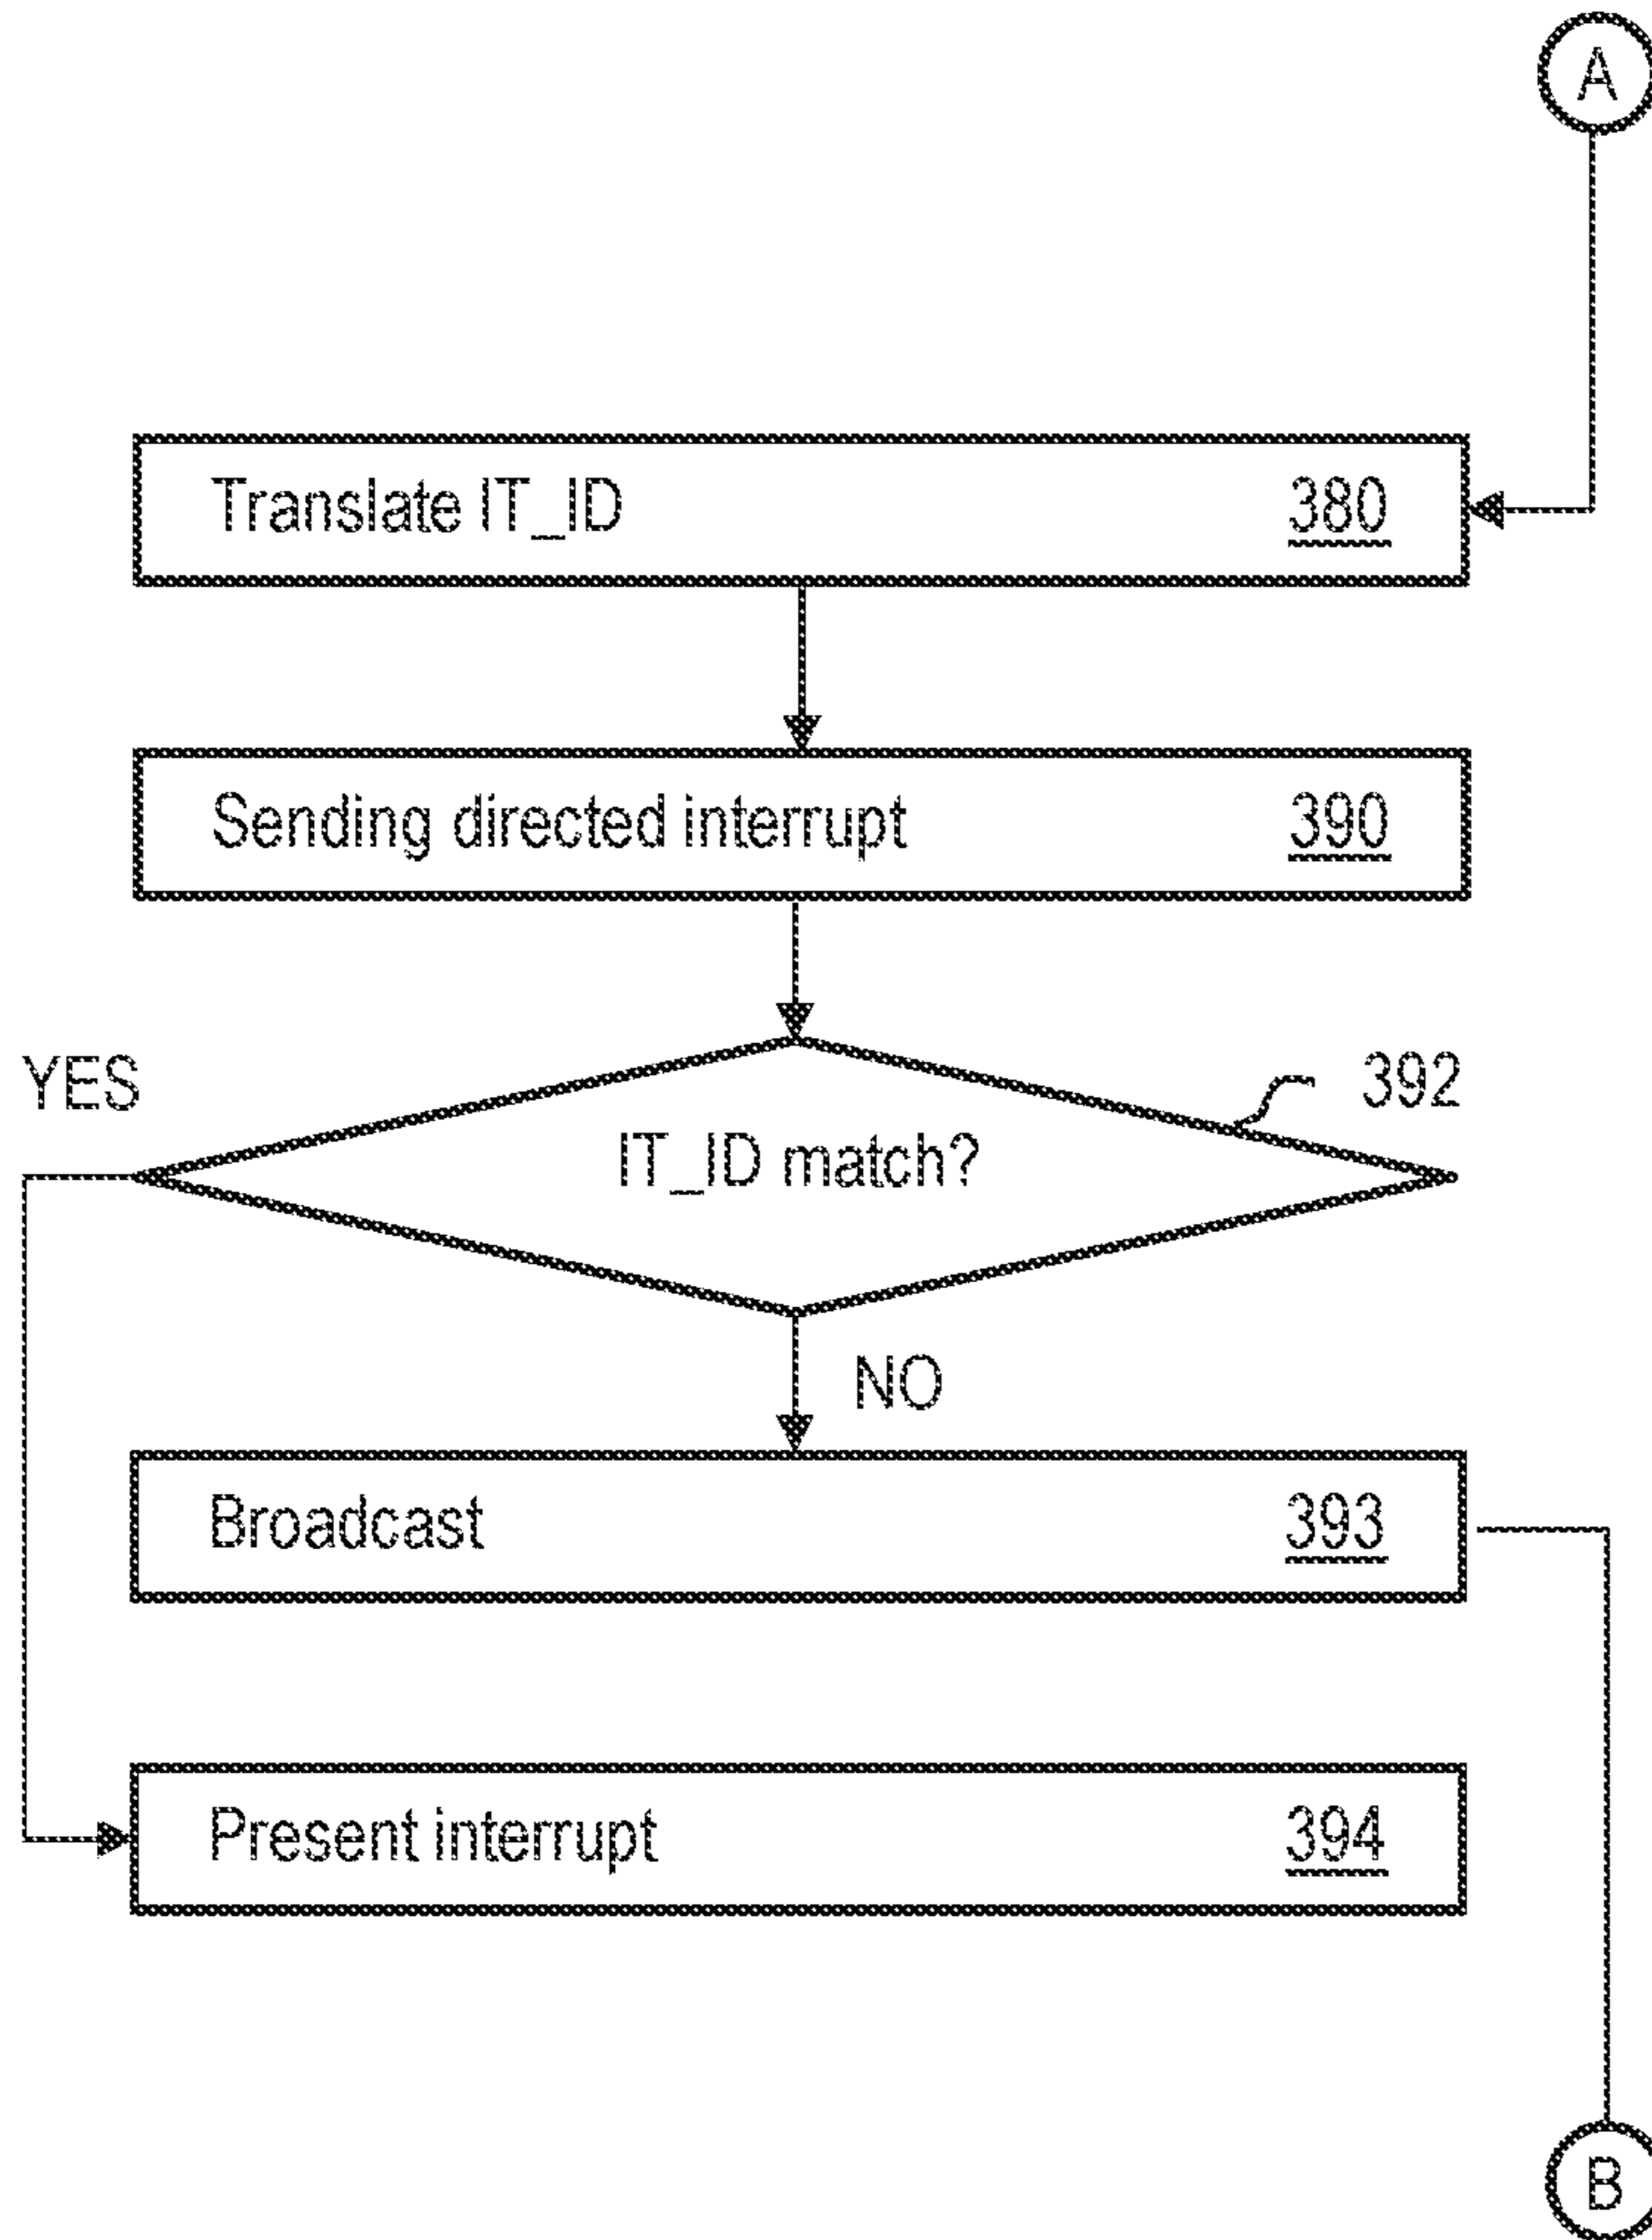 A
Translate IT_ID 380
Sending directed interrupt 390
YES
392
IT_ID match?
NO
Broadcast 393
Present interrupt 394
B